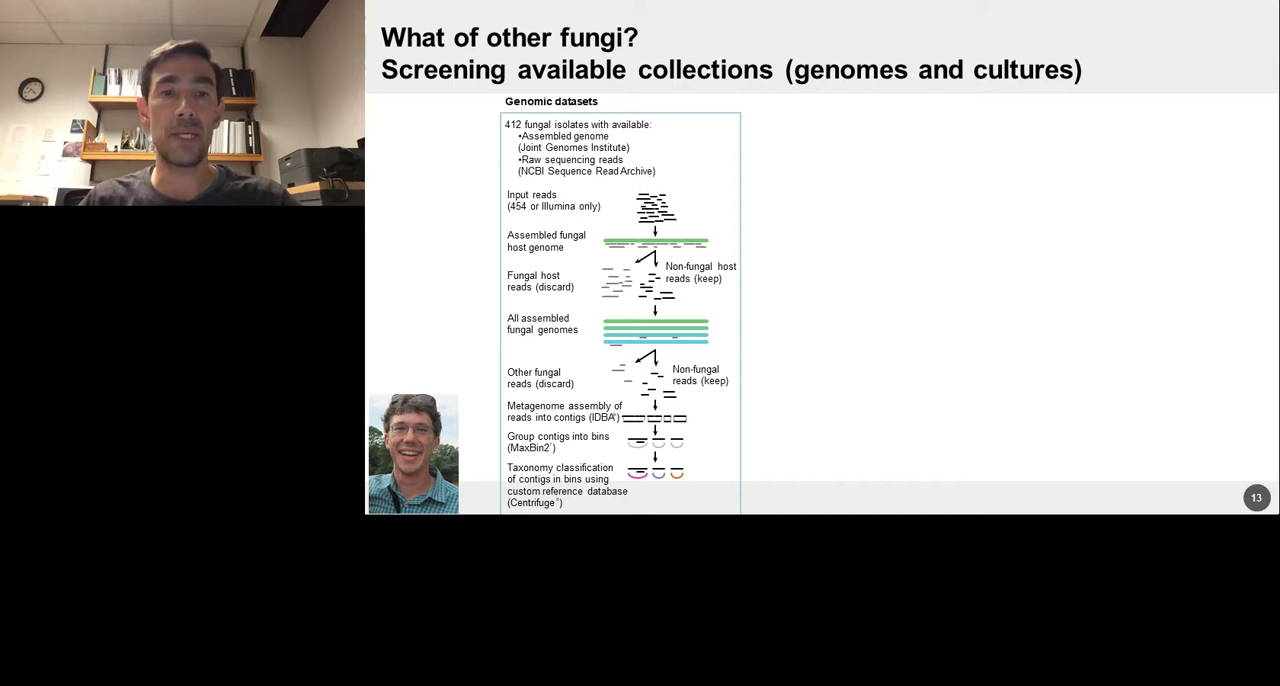 What of other fungi?
Screening available collections (genomes and cultures)
Genomic datasets
412 fungal isolates with available:
•Assembled genome
(Joint Genomes Institute)
•Raw sequencing reads
(NCBI Sequence Read Archive)
Input reads
(454 or Illumina only)
Assembled fungal
host genome
Fungal host
reads (discard)
Non-fungal host
reads (keep)
All assembled
fungal genomes
Other fungal
reads (discard)
Non-fungal
reads (keep)
Metagenome assembly of
reads into contigs (IDBA)
Group contigs into bins
(MaxBin2)
Taxonomy classification
of contigs in bins using
custom reference database
(Centrifuge)
13